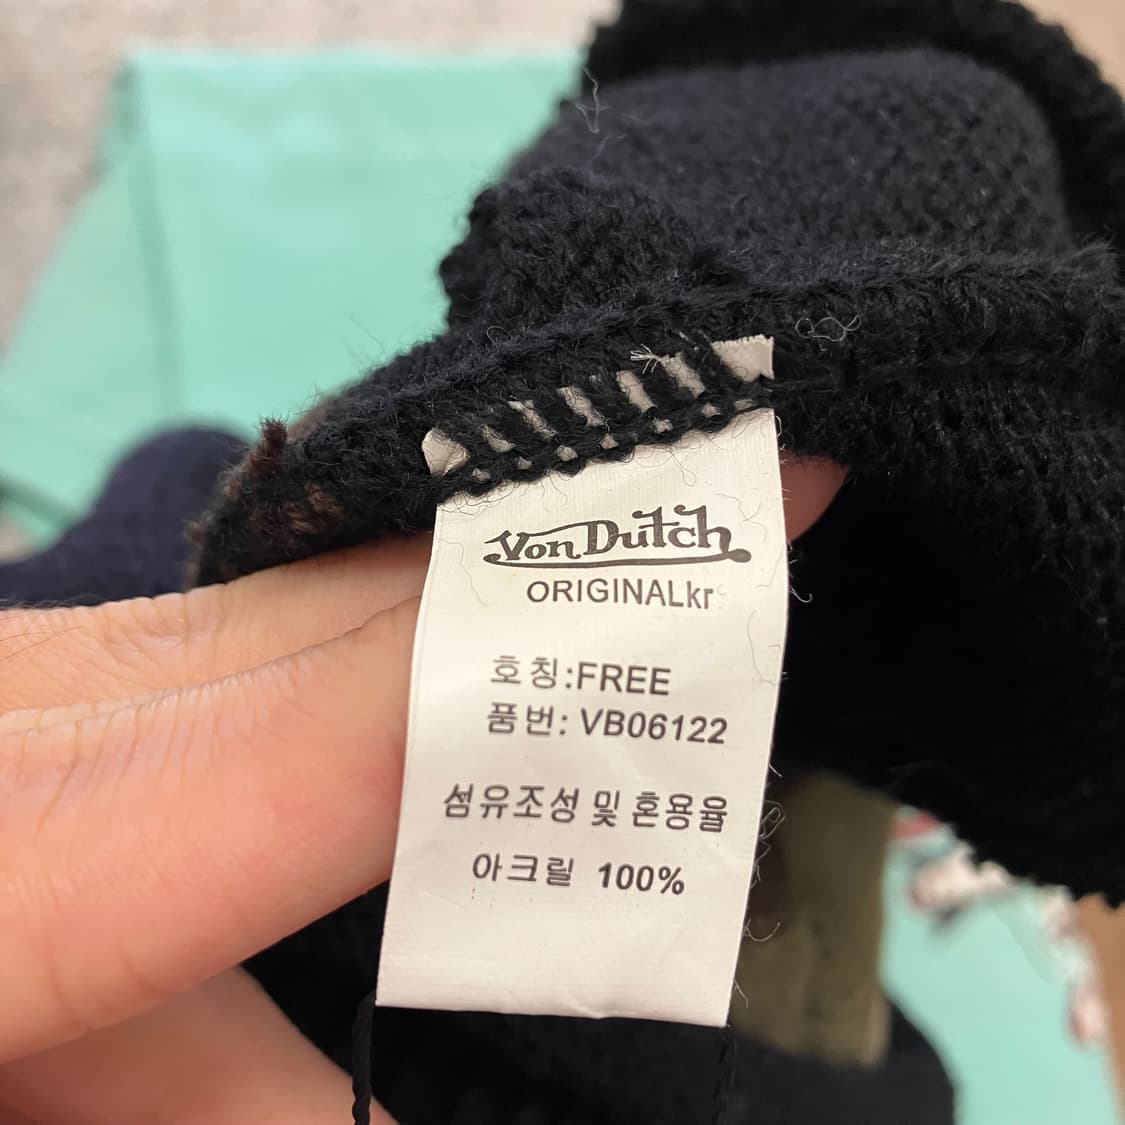 Von Dutch
ORIGINALkr
호칭:FREE
품번: VB06122
섬유조성 및 혼용율
아크릴 100%